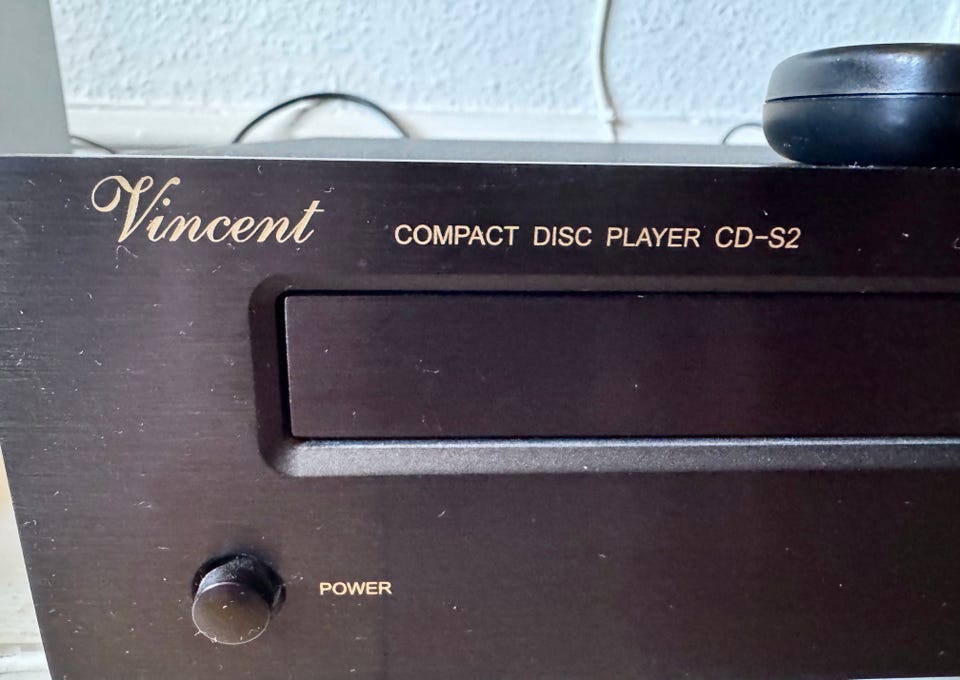 Vincent
COMPACT DISC PLAYER CD-S2
POWER